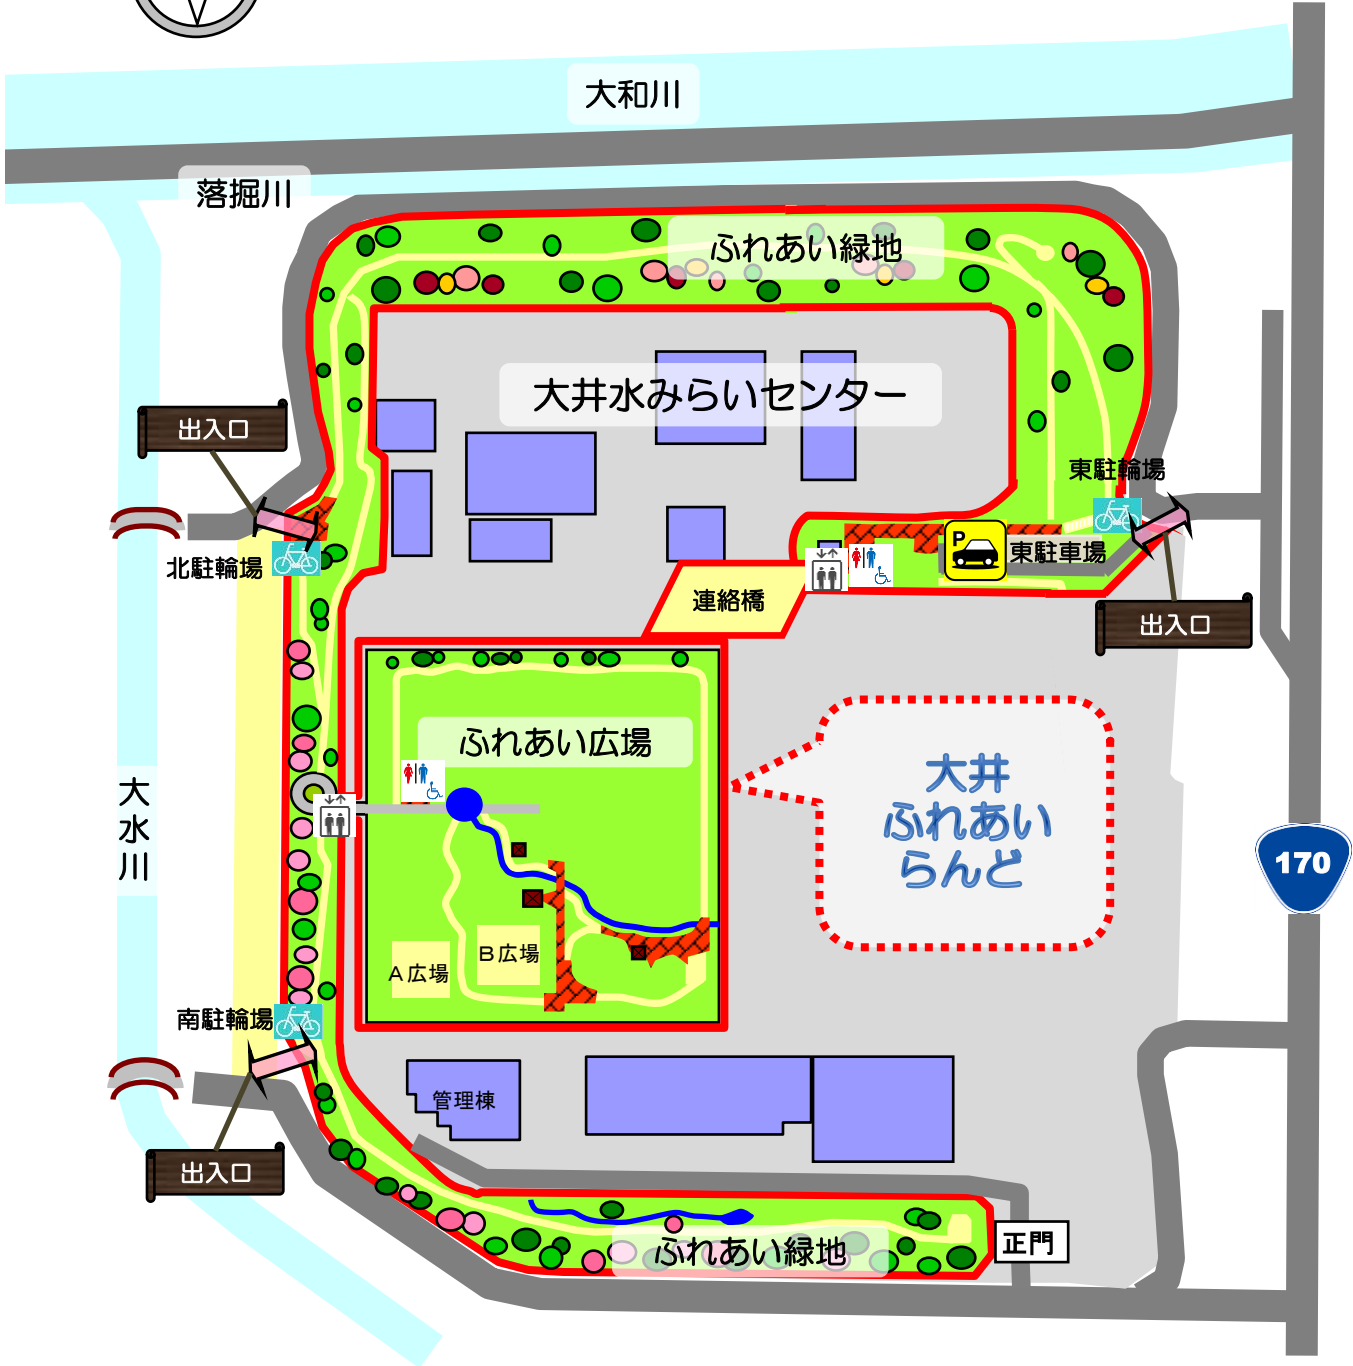 大和川
落掘川
ふれあい緑地
大井水みらいセンター
出入口
東駐輪場
北駐輪場
P
東駐車場
連絡橋
出入口
ふれあい広場
大井
ふれあい
らんど
大水川
170
A広場
B広場
南駐輪場
管理棟
出入口
正門
ふれあい緑地